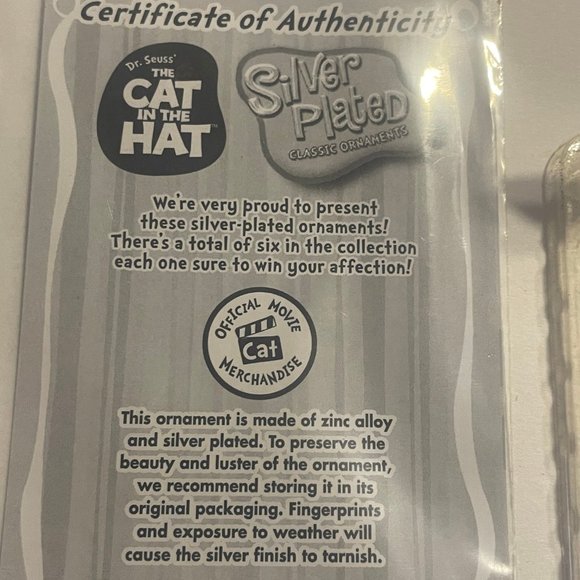 Certificate of Authenticity
Dr. Seuss'
THE
CAT
IN THE
HAT™
Silver
Plated
CLASSIC ORNAMENTS
We're very proud to present
these silver-plated ornaments!
There's a total of six in the collection
each one sure to win your affection!
OFFICIAL MOVIE
Cat
MERCHANDISE
This ornament is made of zinc alloy
and silver plated. To preserve the
beauty and luster of the ornament,
we recommend storing it in its
original packaging. Fingerprints
and exposure to weather will
cause the silver finish to tarnish.